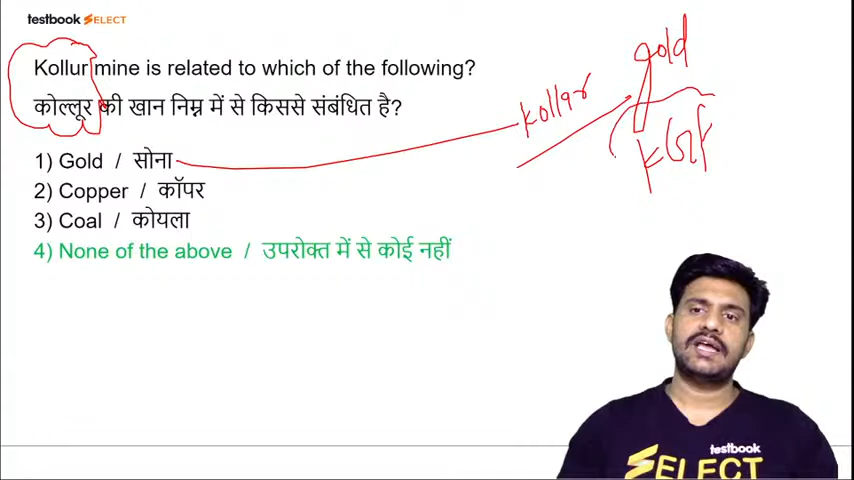 testbook SELECT
Kollur mine is related to which of the following?
कोल्लूर की खान निम्न में से किससे संबंधित है?
1) Gold / सोना
2) Copper / कॉपर
3) Coal / कोयला
4) None of the above / उपरोक्त में से कोई नहीं
gold
Kollar
KGF
testbook
SELECT